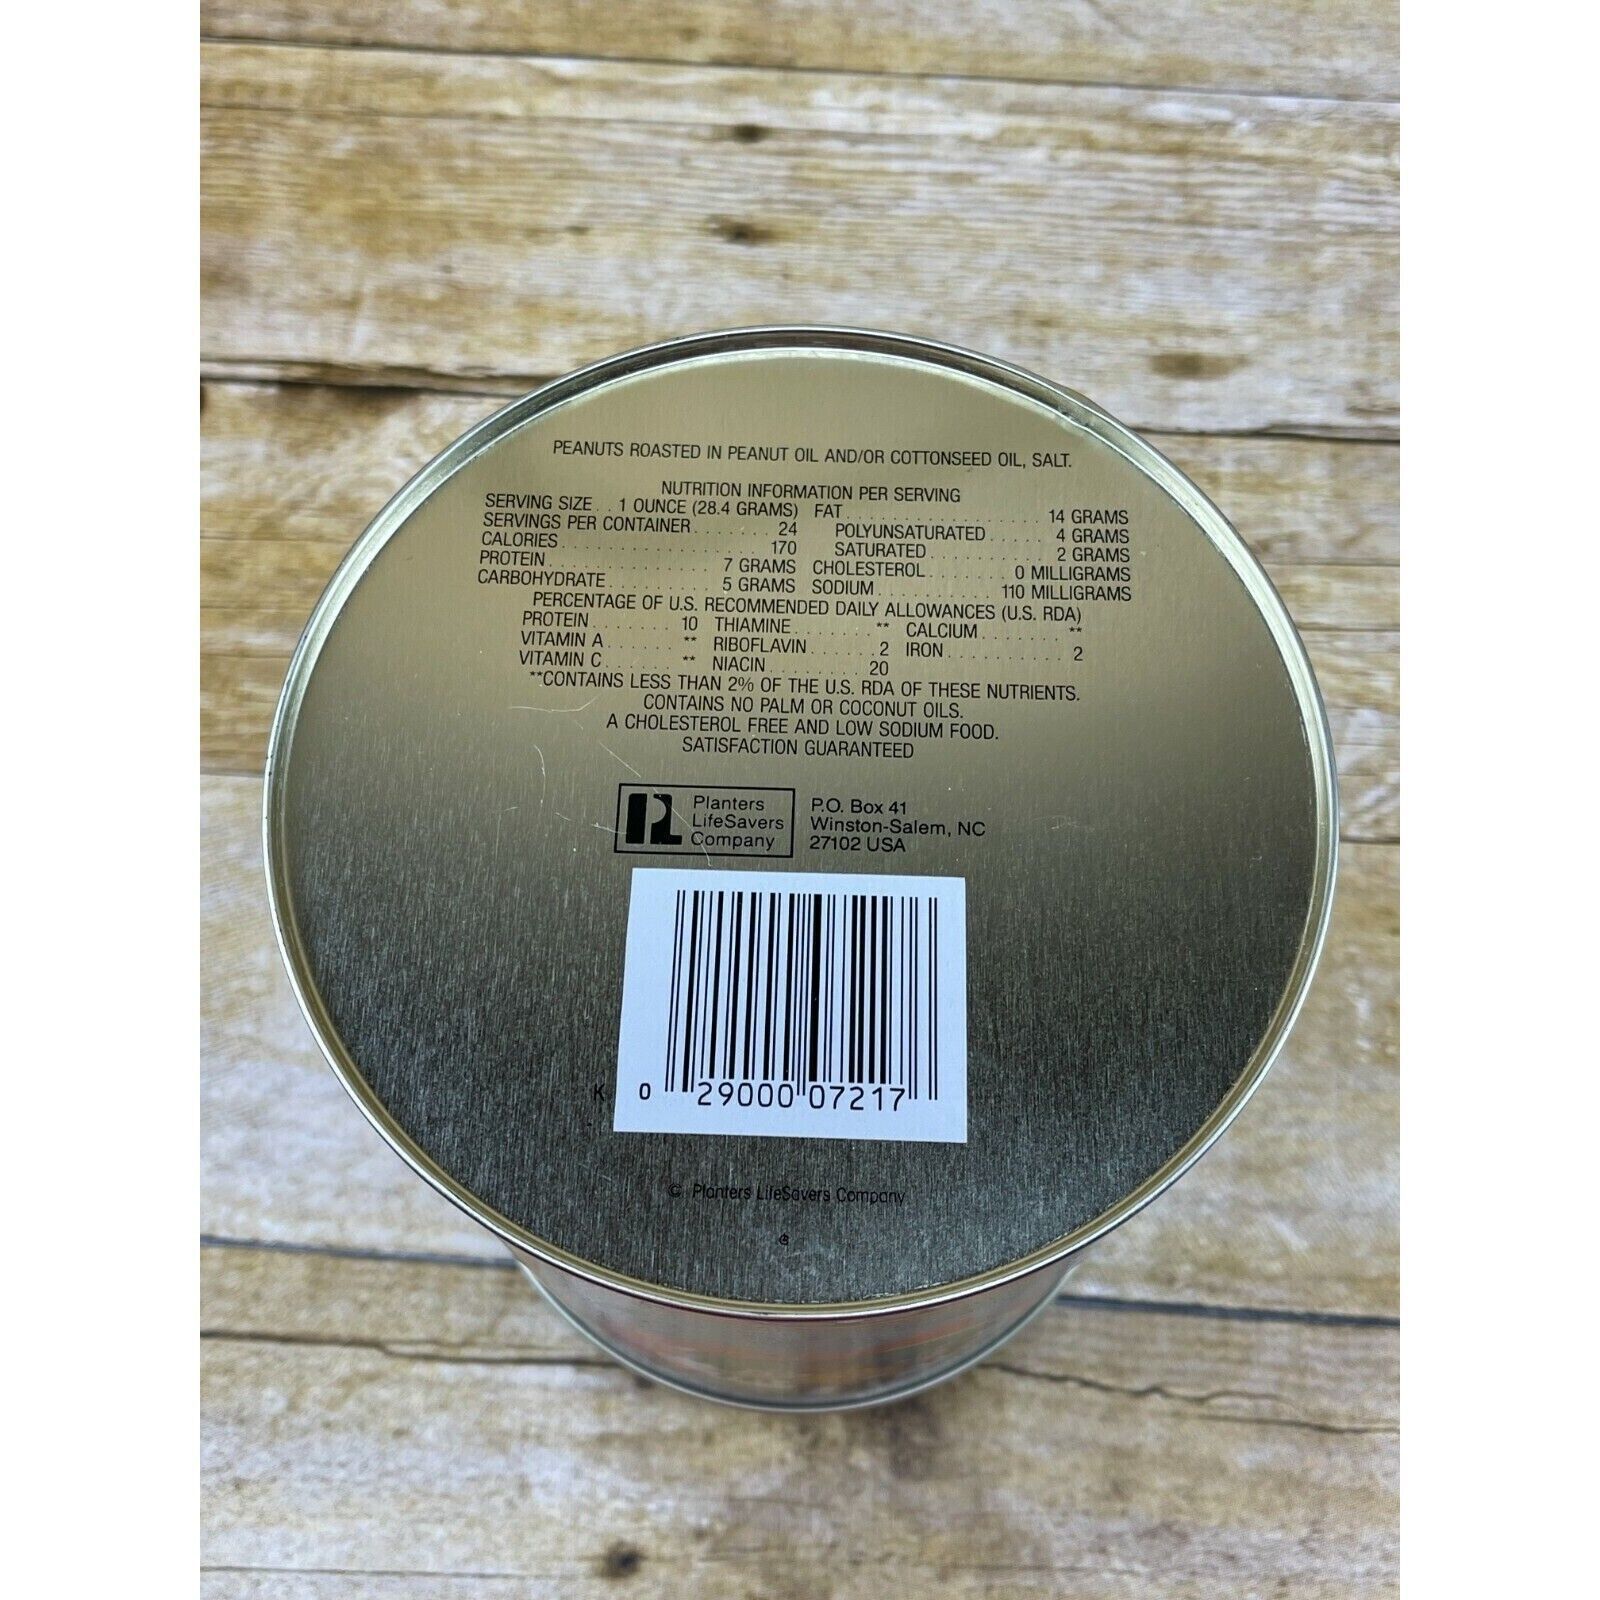 PEANUTS ROASTED IN PEANUT OIL AND/OR COTTONSEED OIL, SALT.
NUTRITION INFORMATION PER SERVING
SERVING SIZE . . 1 OUNCE (28.4 GRAMS) FAT . . . . . . . . . . . . . . . . . . . 14 GRAMS
SERVINGS PER CONTAINER . . . . . . . 24 POLYUNSATURATED . . . . . 4 GRAMS
CALORIES . . . . . . . . . . . . . . . . . . . 170 SATURATED . . . . . . . . . . . 2 GRAMS
PROTEIN . . . . . . . . . . . . . . . 7 GRAMS CHOLESTEROL . . . . . . . 0 MILLIGRAMS
CARBOHYDRATE . . . . . . . . . 5 GRAMS SODIUM . . . . . . . . . . . 110 MILLIGRAMS
PERCENTAGE OF U.S. RECOMMENDED DAILY ALLOWANCES (U.S. RDA)
PROTEIN . . . . . . . 10 THIAMINE . . . . . . . ** CALCIUM . . . . . . . **
VITAMIN A . . . . . . ** RIBOFLAVIN . . . . . . 2 IRON . . . . . . . . . . 2
VITAMIN C . . . . . . ** NIACIN . . . . . . . . . 20
**CONTAINS LESS THAN 2% OF THE U.S. RDA OF THESE NUTRIENTS.
CONTAINS NO PALM OR COCONUT OILS.
A CHOLESTEROL FREE AND LOW SODIUM FOOD.
SATISFACTION GUARANTEED
PL Planters
LifeSavers
Company
P.O. Box 41
Winston-Salem, NC
27102 USA
K 0 29000 07217
© Planters LifeSavers Company